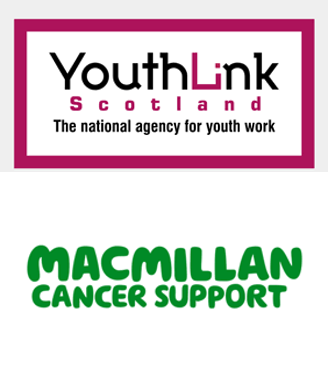 YouthLink
Scotland
The national agency for youth work
MACMILLAN
CANCER SUPPORT